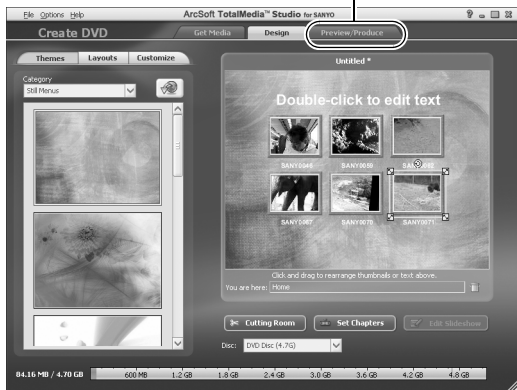 File Options Help
ArcSoft TotalMedia™ Studio for SANYO
Create DVD
Get Media
Design
Preview/Produce
Themes
Layouts
Customize
Category
Still Menus
Untitled *
Double-click to edit text
SANY0046
SANY0059
SANY0062
SANY0067
SANY0070
SANY0071
Click and drag to rearrange thumbnails or text above.
You are here: Home
Cutting Room
Set Chapters
Edit Slideshow
Disc: DVD Disc (4.7G)
84.16 MB / 4.70 GB
600 MB 1.2 GB 1.8 GB 2.4 GB 3.0 GB 3.6 GB 4.2 GB 4.8 GB